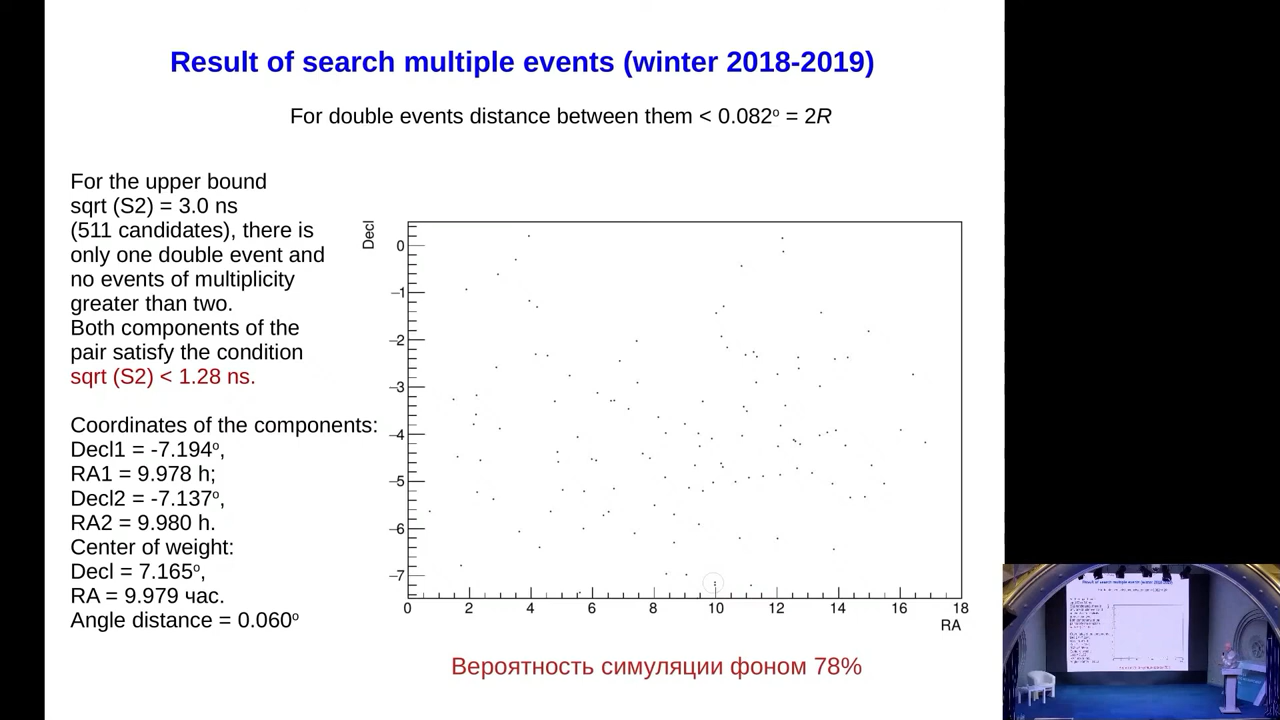 Result of search multiple events (winter 2018-2019)
For double events distance between them < 0.082º = 2R
For the upper bound
sqrt (S2) = 3.0 ns
(511 candidates), there is
only one double event and
no events of multiplicity
greater than two.
Both components of the
pair satisfy the condition
sqrt (S2) < 1.28 ns.
Coordinates of the components:
Decl1 = -7.194º,
RA1 = 9.978 h;
Decl2 = -7.137º,
RA2 = 9.980 h.
Center of weight:
Decl = 7.165º,
RA = 9.979 час.
Angle distance = 0.060º
Decl
0
−1
−2
−3
−4
−5
−6
−7
0 2 4 6 8 10 12 14 16 18
RA
Вероятность симуляции фоном 78%